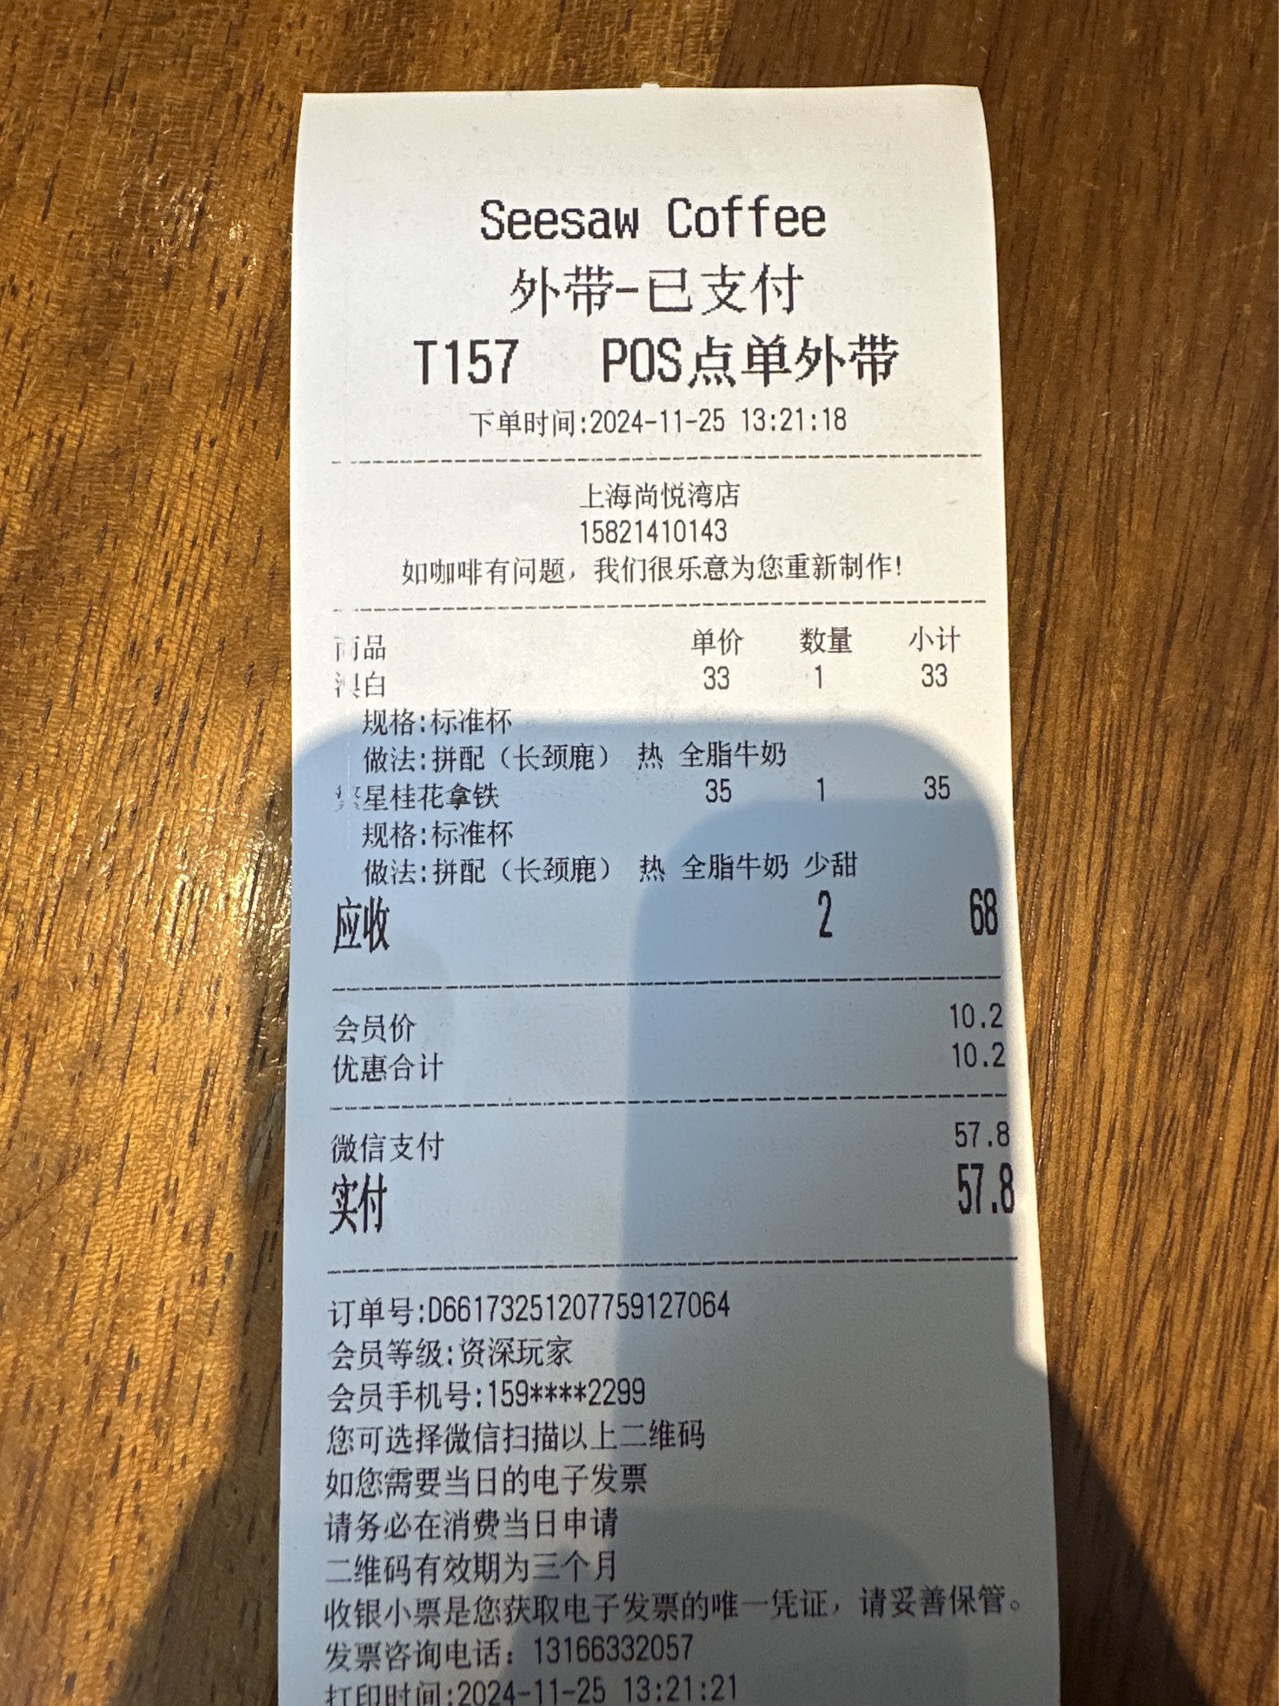 Seesaw Coffee
外带-已支付
T157 POS点单外带
下单时间:2024-11-25 13:21:18
上海尚悦湾店
15821410143
如咖啡有问题，我们很乐意为您重新制作!
商品 单价 数量 小计
澳白 33 1 33
规格:标准杯
做法:拼配（长颈鹿） 热 全脂牛奶
繁星桂花拿铁 35 1 35
规格:标准杯
做法:拼配（长颈鹿） 热 全脂牛奶 少甜
应收 2 68
会员价 10.2
优惠合计 10.2
微信支付 57.8
实付 57.8
订单号:D66173251207759127064
会员等级:资深玩家
会员手机号:159****2299
您可选择微信扫描以上二维码
如您需要当日的电子发票
请务必在消费当日申请
二维码有效期为三个月
收银小票是您获取电子发票的唯一凭证，请妥善保管。
发票咨询电话：13166332057
打印时间:2024-11-25 13:21:21